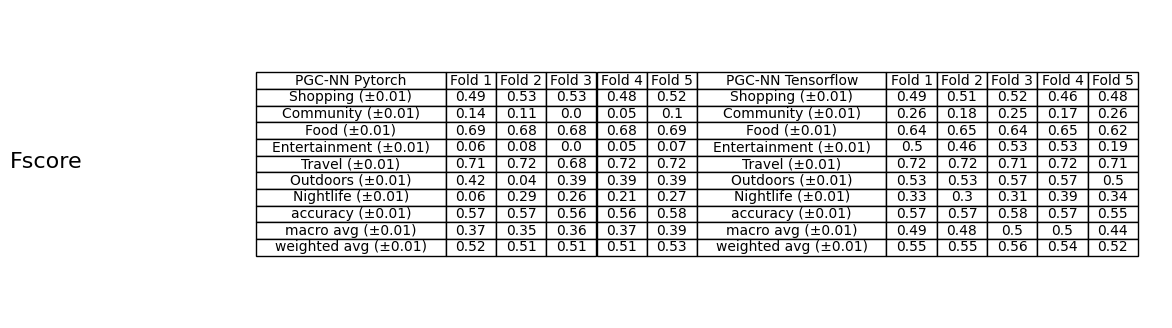 PGC-NN Pytorch Fold 1 Fold 2 Fold 3 Fold 4 Fold 5 PGC-NN Tensorflow Fold 1 Fold 2 Fold 3 Fold 4 Fold 5
Shopping (±0.01) 0.49 0.53 0.53 0.48 0.52 Shopping (±0.01) 0.49 0.51 0.52 0.46 0.48
Community (±0.01) 0.14 0.11 0.0 0.05 0.1 Community (±0.01) 0.26 0.18 0.25 0.17 0.26
Food (±0.01) 0.69 0.68 0.68 0.68 0.69 Food (±0.01) 0.64 0.65 0.64 0.65 0.62
Entertainment (±0.01) 0.06 0.08 0.0 0.05 0.07 Entertainment (±0.01) 0.5 0.46 0.53 0.53 0.19
Fscore
Travel (±0.01) 0.71 0.72 0.68 0.72 0.72 Travel (±0.01) 0.72 0.72 0.71 0.72 0.71
Outdoors (±0.01) 0.42 0.04 0.39 0.39 0.39 Outdoors (±0.01) 0.53 0.53 0.57 0.57 0.5
Nightlife (±0.01) 0.06 0.29 0.26 0.21 0.27 Nightlife (±0.01) 0.33 0.3 0.31 0.39 0.34
accuracy (±0.01) 0.57 0.57 0.56 0.56 0.58 accuracy (±0.01) 0.57 0.57 0.58 0.57 0.55
macro avg (±0.01) 0.37 0.35 0.36 0.37 0.39 macro avg (±0.01) 0.49 0.48 0.5 0.5 0.44
weighted avg (±0.01) 0.52 0.51 0.51 0.51 0.53 weighted avg (±0.01) 0.55 0.55 0.56 0.54 0.52